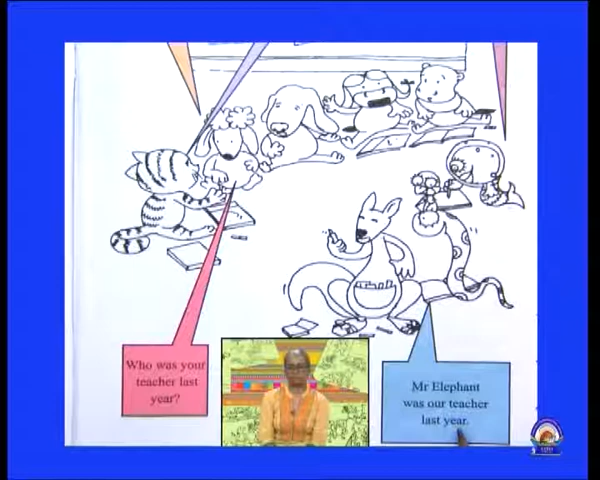 Who was your
teacher last
year?
Mr Elephant
was our teacher
last year.